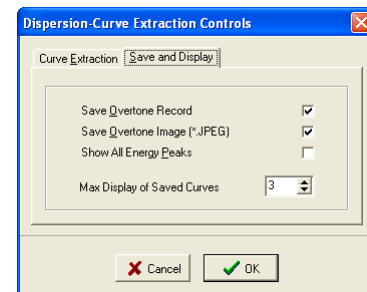 Dispersion-Curve Extraction Controls
Curve Extraction Save and Display
Save Overtone Record
Save Overtone Image (*.JPEG)
Show All Energy Peaks
Max Display of Saved Curves 3
Cancel OK